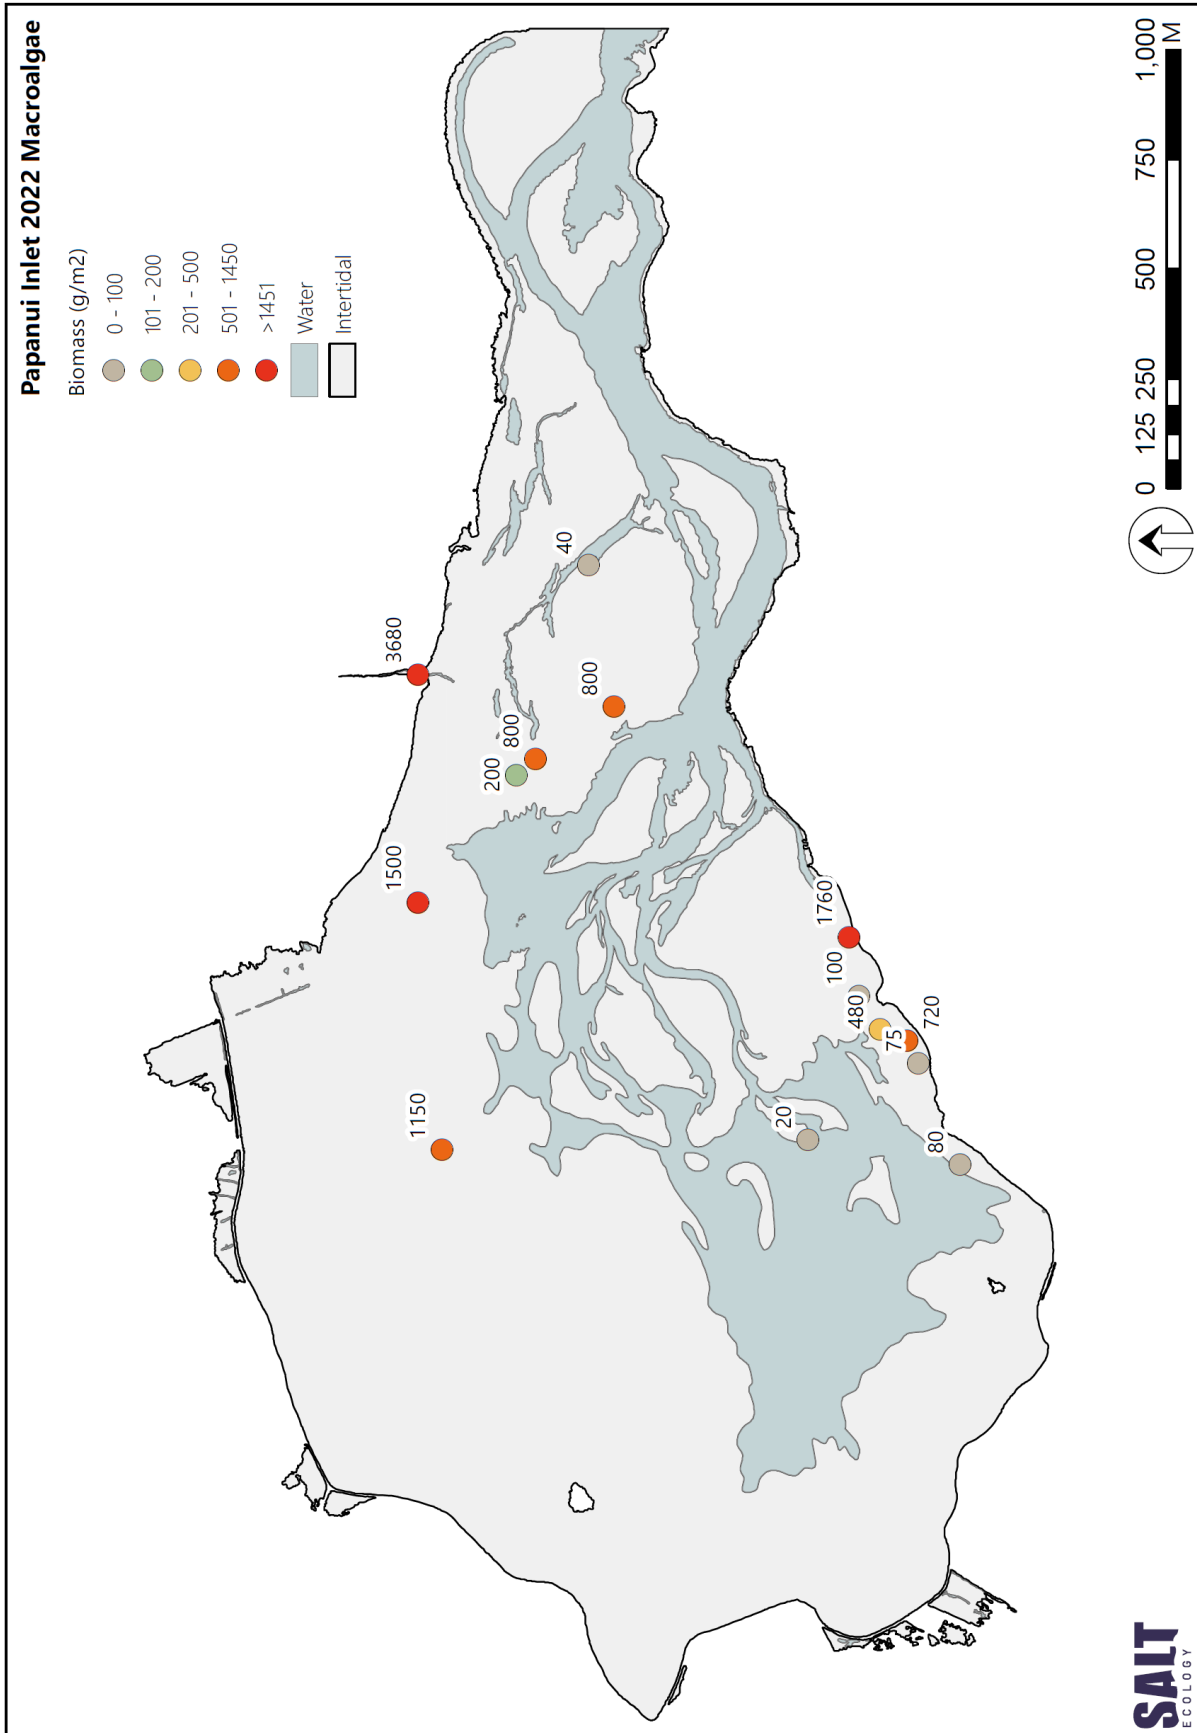 Papanui Inlet 2022 Macroalgae
Biomass (g/m2)
0 - 100
101 - 200
201 - 500
501 - 1450
>1451
Water
Intertidal
3680
40
800
800
200
1500
1150
1760
100
480
720
75
20
80
0 125 250 500 750 1,000
M
SALT
ECOLOGY